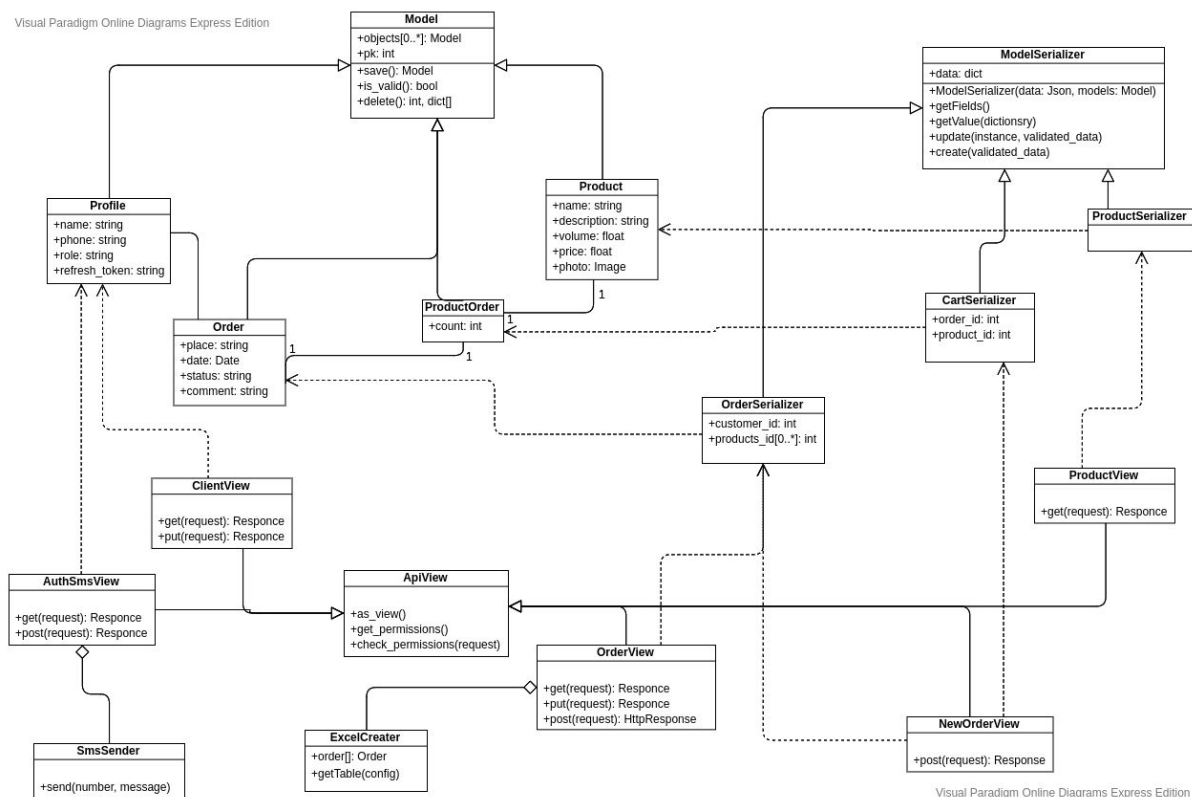 Visual Paradigm Online Diagrams Express Edition
Model
+objects[0..*]: Model
+pk: int
+save(): Model
+is_valid(): bool
+delete(): int, dict[]
ModelSerializer
+data: dict
+ModelSerializer(data: Json, models: Model)
+getFields()
+getValue(dictionsry)
+update(instance, validated_data)
+create(validated_data)
Profile
+name: string
+phone: string
+role: string
+refresh_token: string
Product
+name: string
+description: string
+volume: float
+price: float
+photo: Image
1
ProductSerializer
ProductOrder
+count: int
1
1
CartSerializer
+order_id: int
+product_id: int
Order
+place: string
+date: Date
+status: string
+comment: string
1
OrderSerializer
+customer_id: int
+products_id[0..*]: int
ClientView
+get(request): Responce
+put(request): Responce
ProductView
+get(request): Responce
AuthSmsView
+get(request): Responce
+post(request): Responce
ApiView
+as_view()
+get_permissions()
+check_permissions(request)
OrderView
+get(request): Responce
+put(request): Responce
+post(request): HttpResponse
NewOrderView
+post(request): Response
ExcelCreater
+order[]: Order
+getTable(config)
SmsSender
+send(number, message)
Visual Paradigm Online Diagrams Express Edition